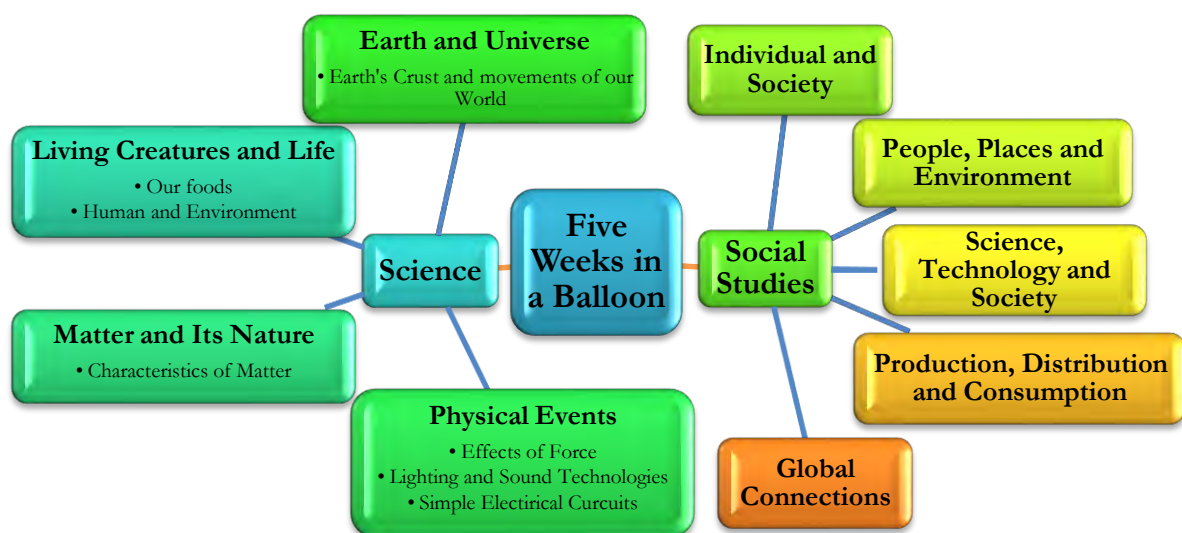 Earth and Universe
• Earth's Crust and movements of our
World
Living Creatures and Life
• Our foods
• Human and Environment
Science
Matter and Its Nature
• Characteristics of Matter
Physical Events
• Effects of Force
• Lighting and Sound Technologies
• Simple Electirical Curcuits
Five
Weeks in
a Balloon
Social
Studies
Individual and
Society
People, Places and
Environment
Science,
Technology and
Society
Production, Distribution
and Consumption
Global
Connections